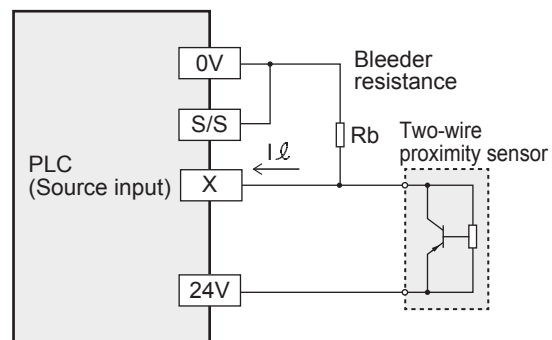 0V
S/S
PLC
(Source input)
X
24V
Iℓ
Bleeder
resistance
Rb
Two-wire
proximity sensor